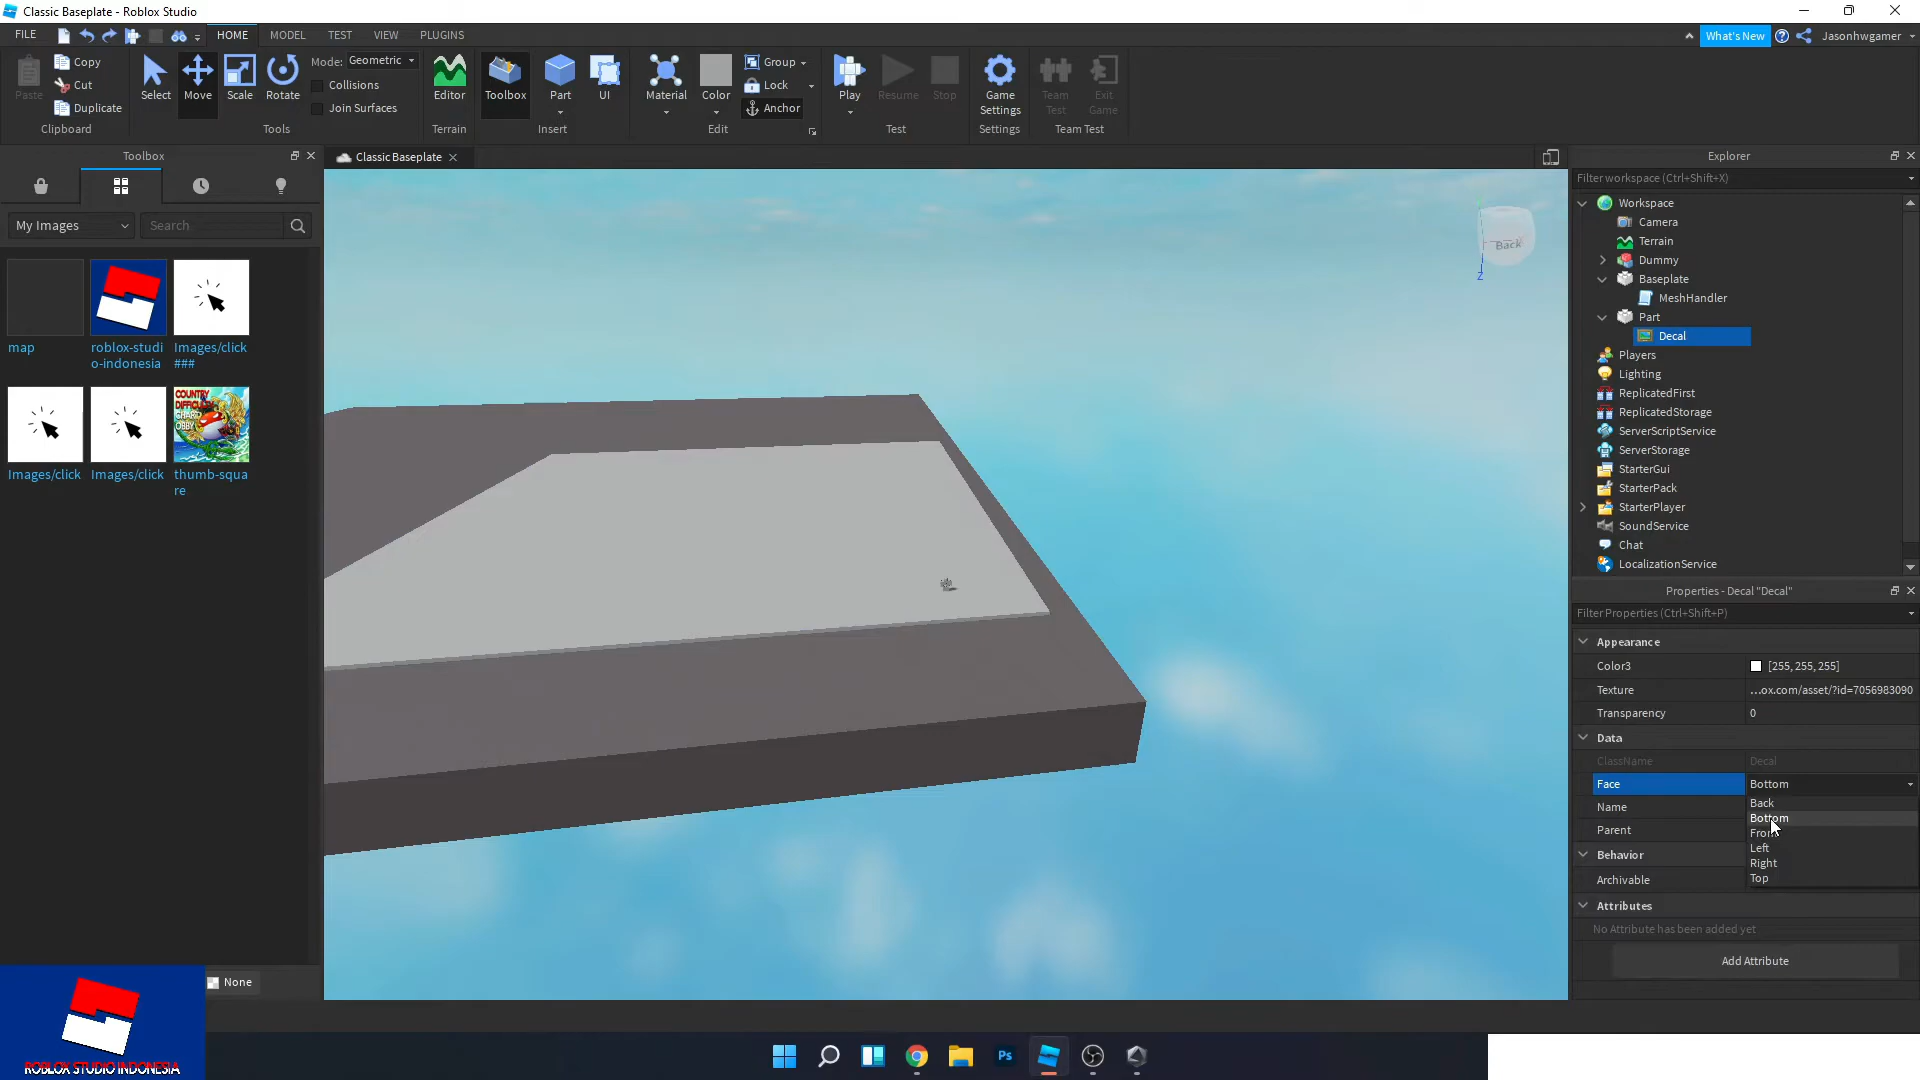 Classic Baseplate - Roblox Studio
FILE HOME MODEL TEST VIEW PLUGINS What's New Jasonhwgamer
Paste Copy Cut Duplicate Clipboard
Select Move Scale Rotate Mode: Geometric Collisions Join Surfaces Tools
Editor Terrain
Toolbox Part UI Insert
Material Color Group Lock Anchor Edit
Play Resume Stop Test
Game Settings Settings
Team Test Exit Game Team Test
Toolbox
My Images Search
map
roblox-studi
o-indonesia
Images/click
###
Images/click
Images/click
thumb-squa
re
COUNTRY
OBBY
None
ROBLOX STUDIO INDONESIA
Classic Baseplate
Back
Z
Explorer
Filter workspace (Ctrl+Shift+X)
Workspace
Camera
Terrain
Dummy
Baseplate
MeshHandler
Part
Decal
Players
Lighting
ReplicatedFirst
ReplicatedStorage
ServerScriptService
ServerStorage
StarterGui
StarterPack
StarterPlayer
SoundService
Chat
LocalizationService
Properties - Decal "Decal"
Filter Properties (Ctrl+Shift+P)
Appearance
Color3 [255, 255, 255]
Texture ...ox.com/asset/?id=7056983090
Transparency 0
Data
ClassName Decal
Face Bottom
Name
Parent
Back
Bottom
Left
Right
Top
Behavior
Archivable
Attributes
No Attribute has been added yet
Add Attribute
Ps